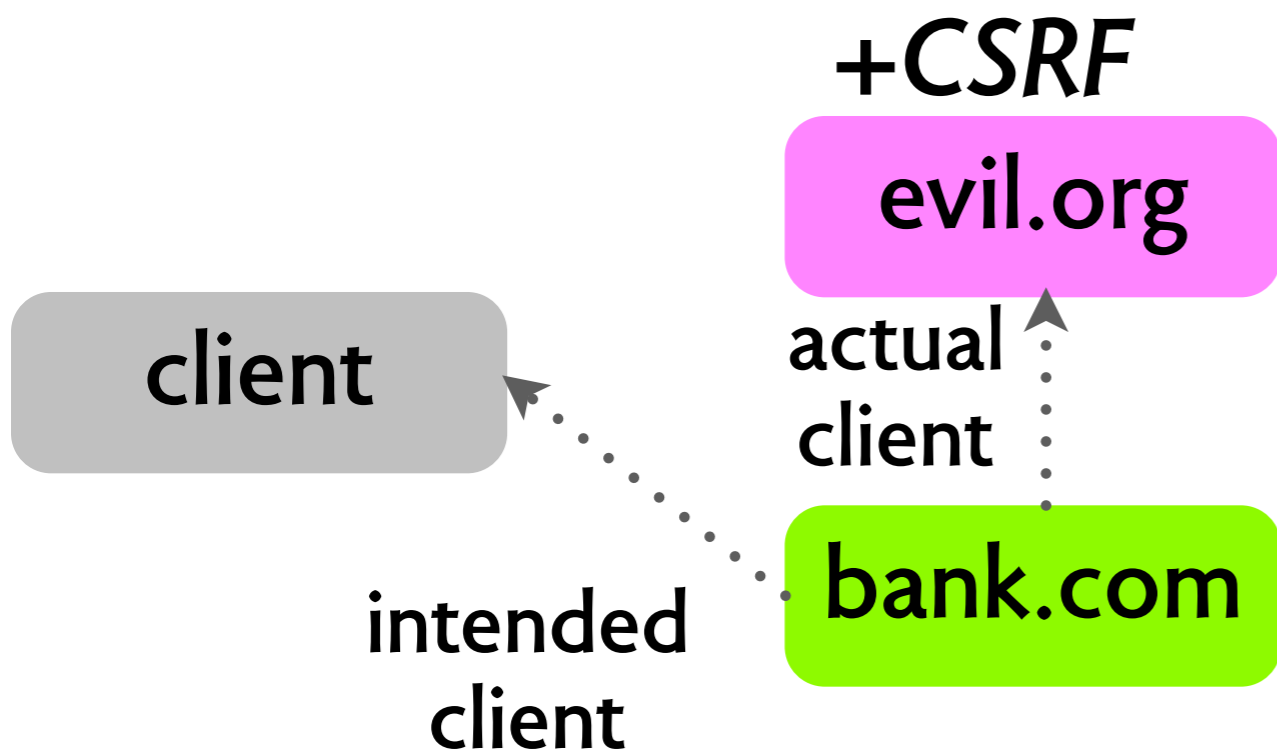 +CSRF
evil.org
client
actual
client
bank.com
intended
client